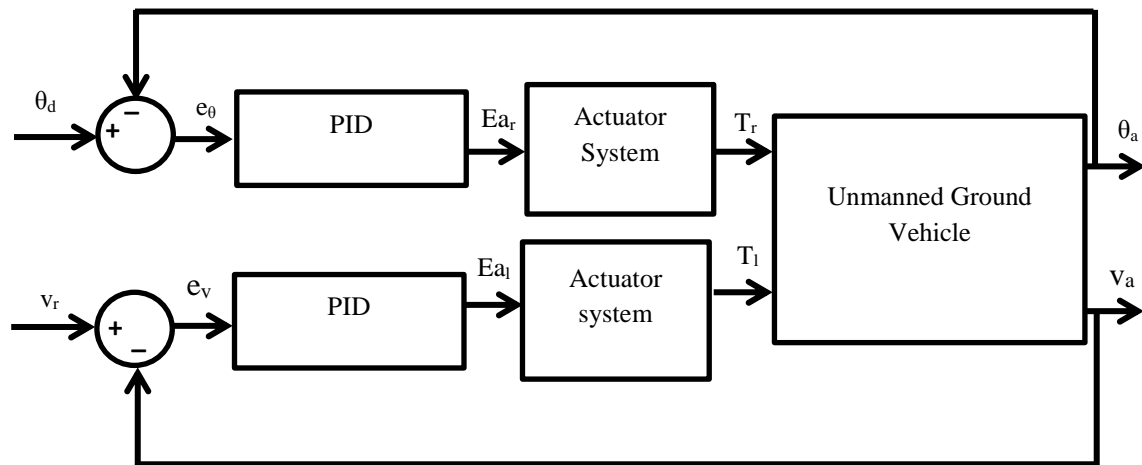 θd
+
−
eθ
PID
Ear
Actuator
System
Tr
Unmanned Ground
Vehicle
θa
vr
+
−
ev
PID
Eal
Actuator
system
Tl
va